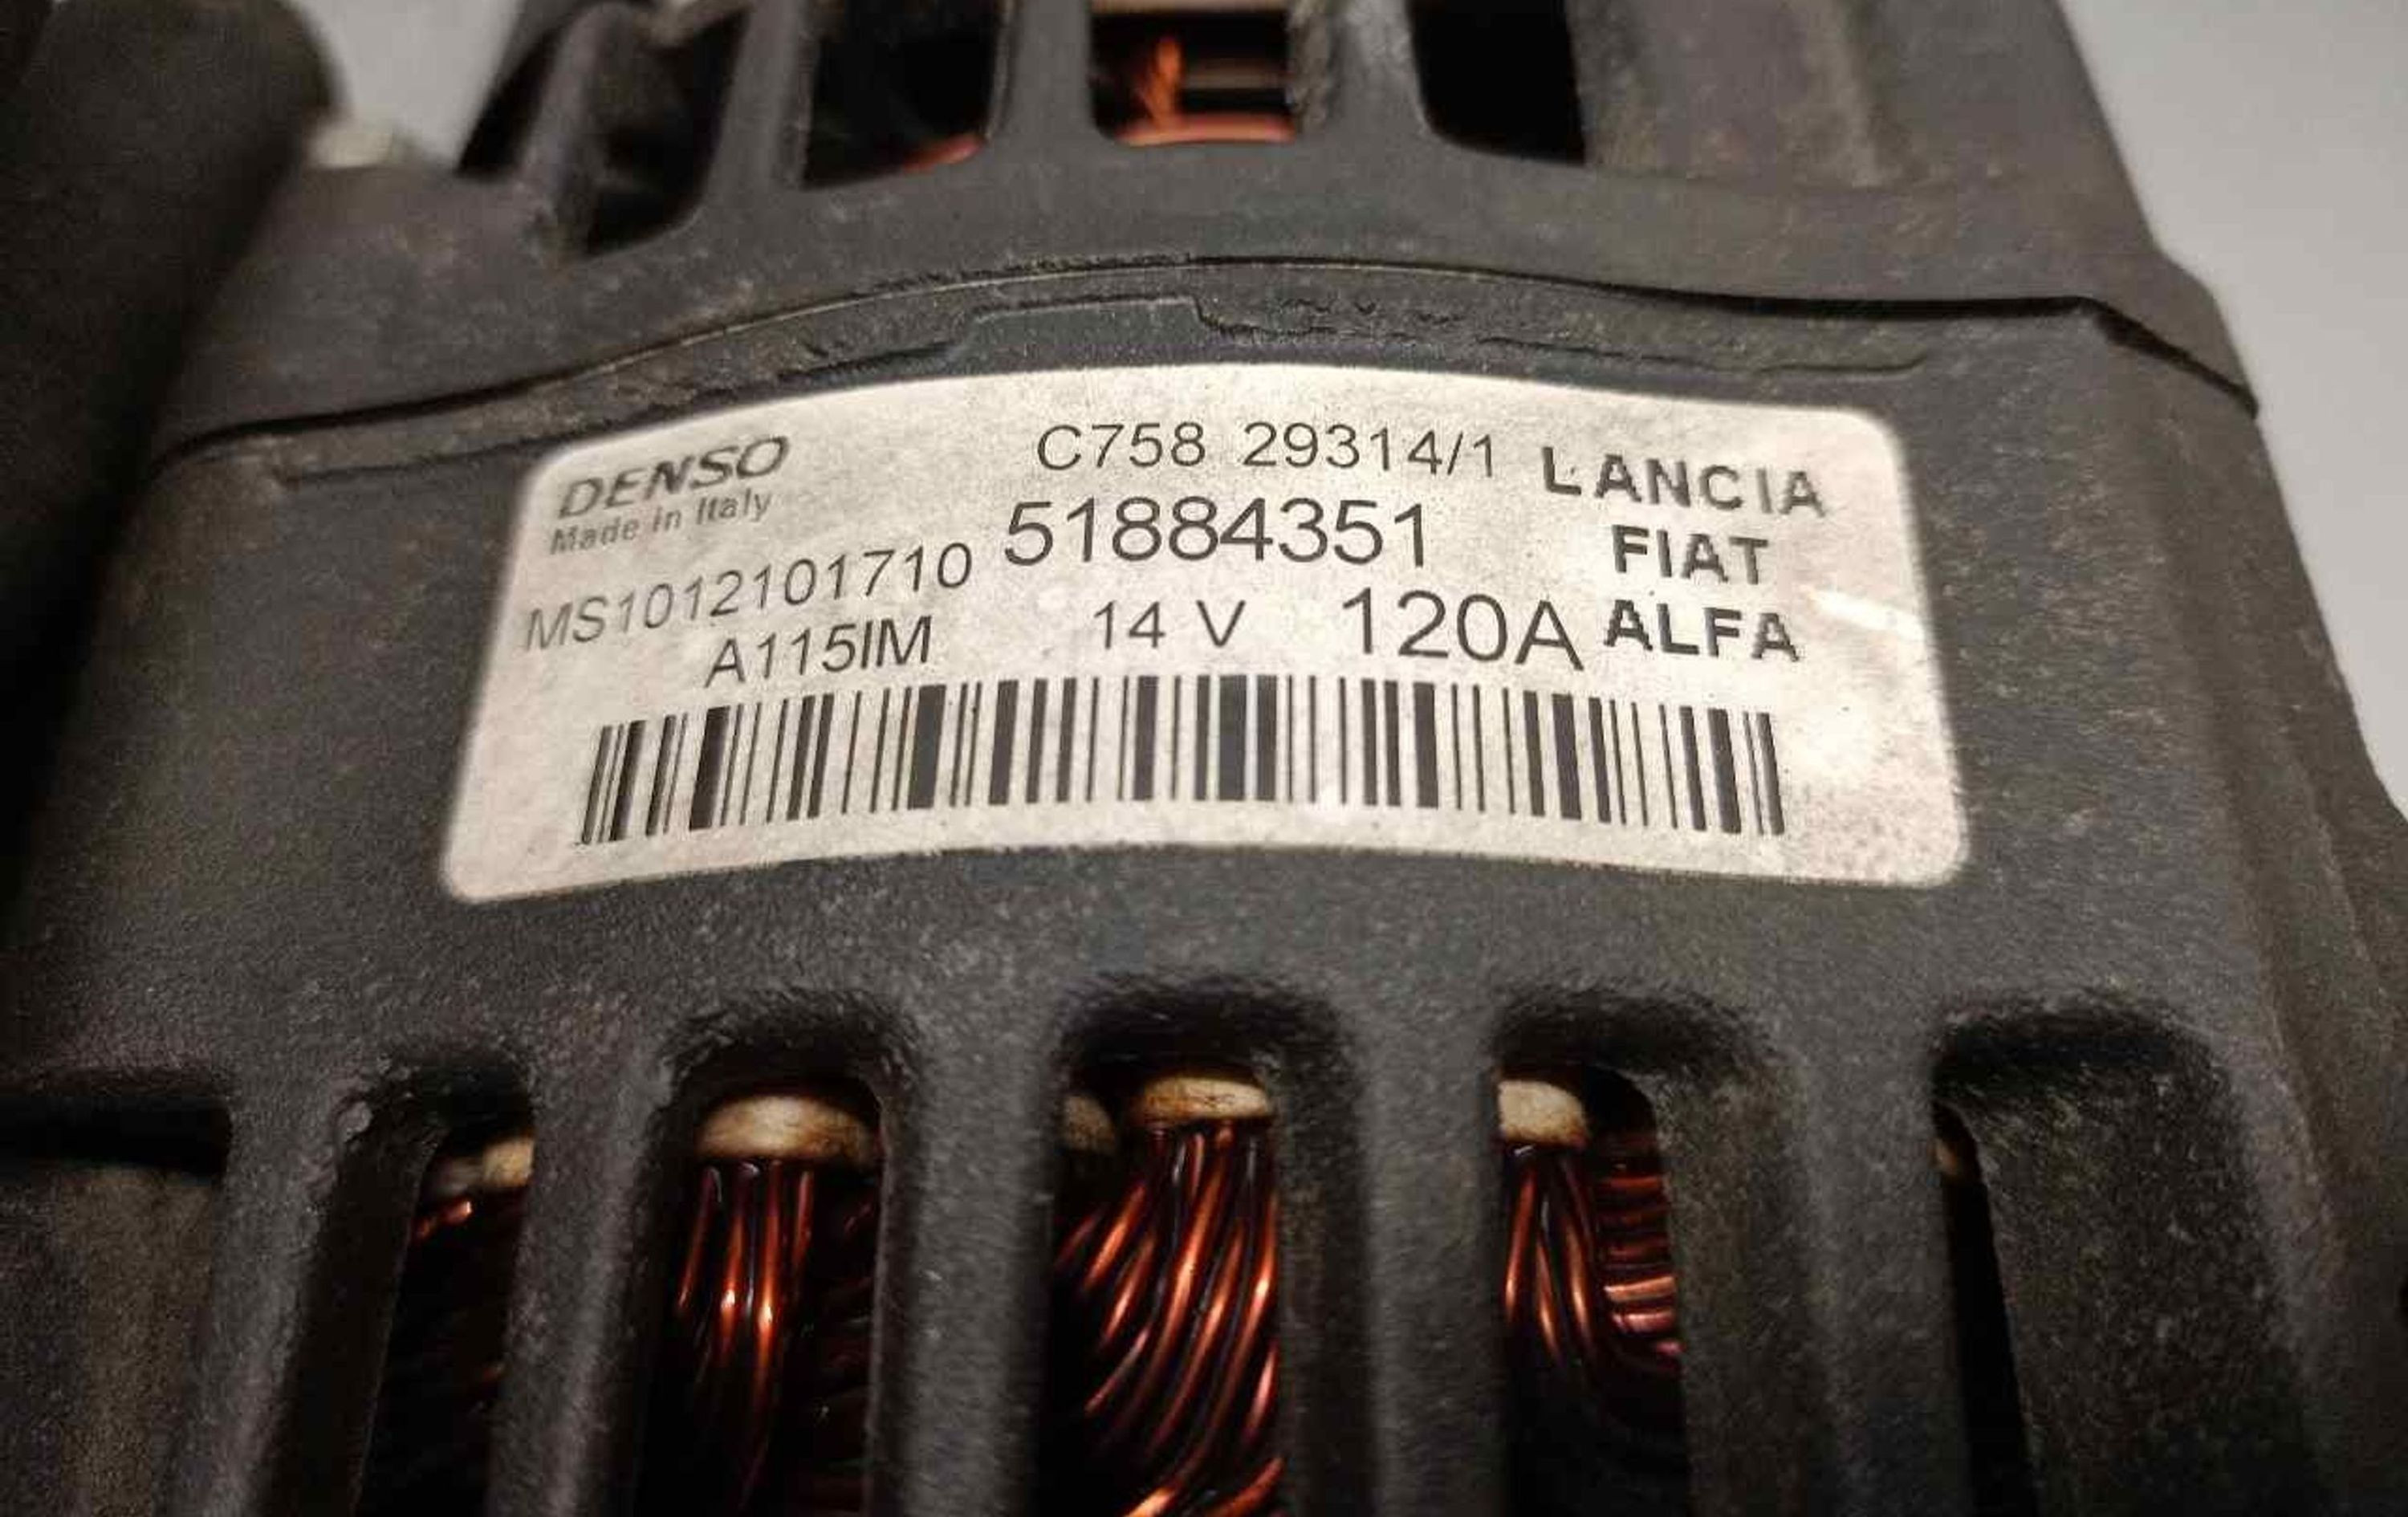 DENSO
Made in Italy
C758 29314/1
51884351
MS1012101710
A115IM
14 V 120A
LANCIA
FIAT
ALFA